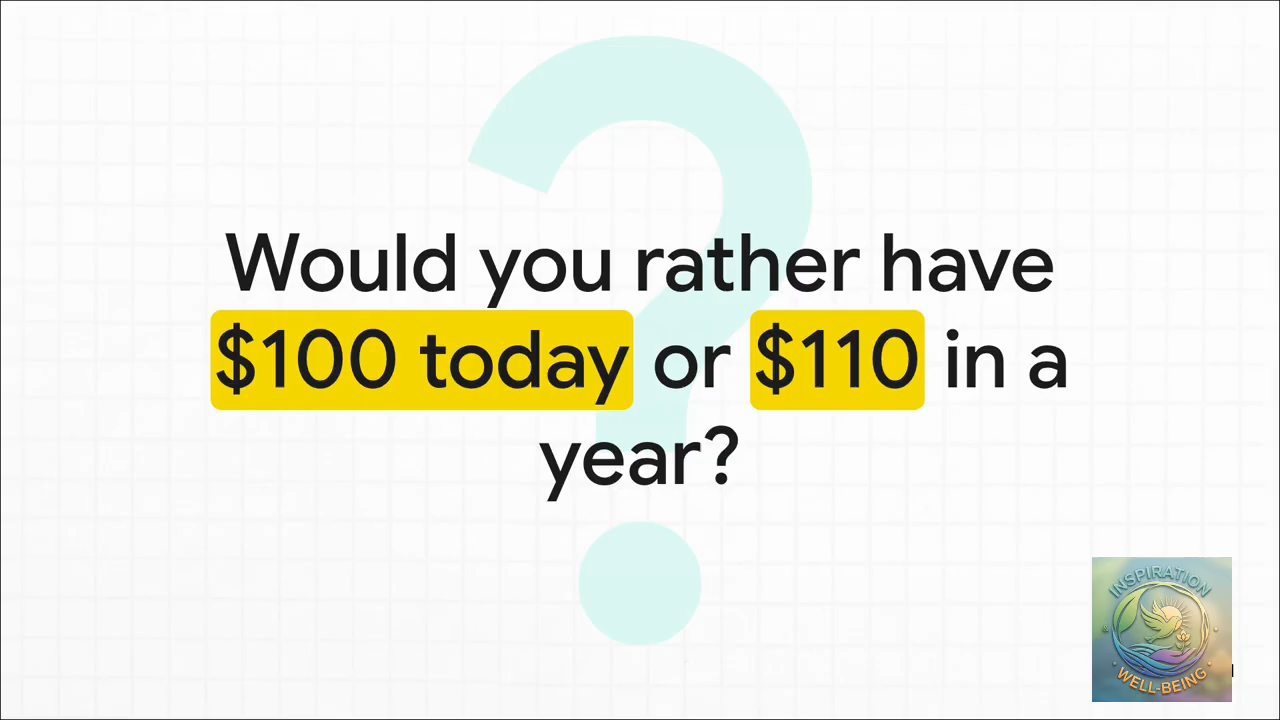 Would you rather have
$100 today or $110 in a
year?
INSPIRATION
WELL-BEING